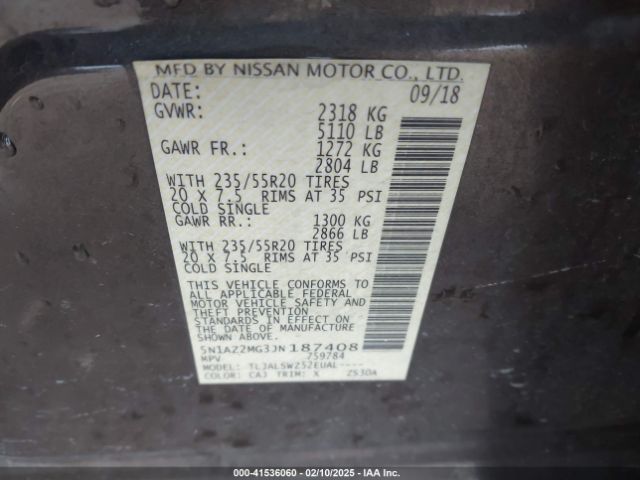 MFD BY NISSAN MOTOR CO., LTD.
DATE: 09/18
GVWR: 2318 KG
5110 LB
GAWR FR.: 1272 KG
2804 LB
WITH 235/55R20 TIRES
20 X 7.5 RIMS AT 35 PSI
COLD SINGLE
GAWR RR.: 1300 KG
2866 LB
WITH 235/55R20 TIRES
20 X 7.5 RIMS AT 35 PSI
COLD SINGLE
THIS VEHICLE CONFORMS TO
ALL APPLICABLE FEDERAL
MOTOR VEHICLE SAFETY AND
THEFT PREVENTION
STANDARDS IN EFFECT ON
THE DATE OF MANUFACTURE
SHOWN ABOVE.
5N1AZ2MG3JN187408
MPV 759784
MODEL: TLJALSWZ52EUAL----
COLOR: CAJ TRIM: X ZS30A
000-41536060 — 02/10/2025 — IAA Inc.